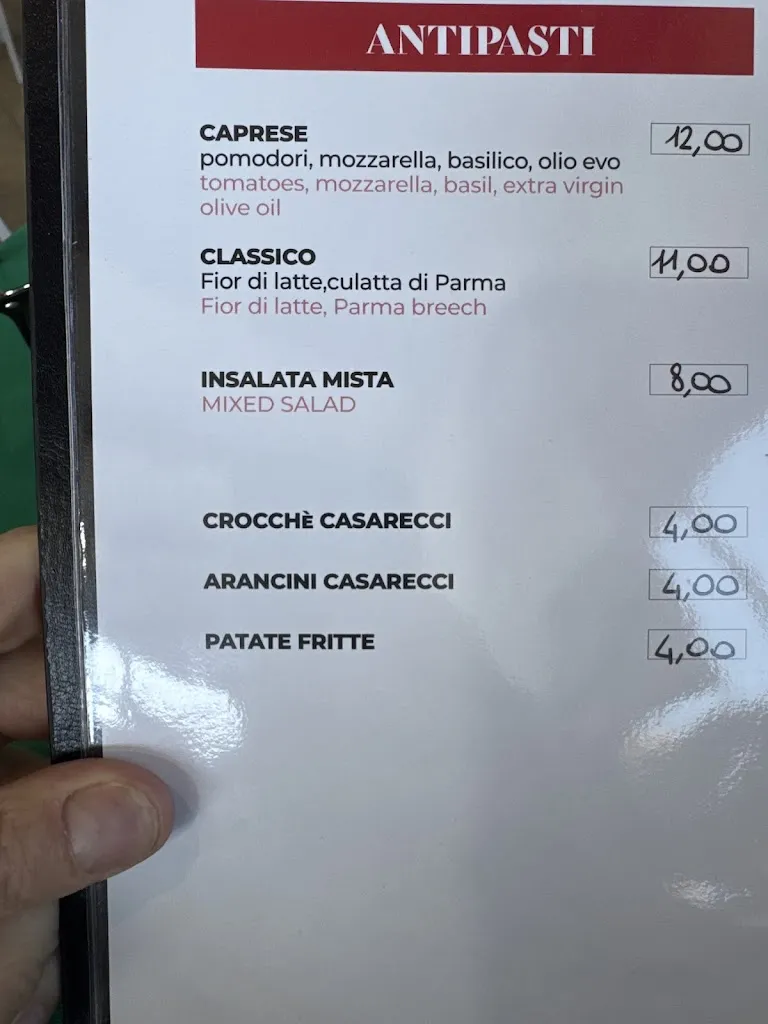 ANTIPASTI
CAPRESE 12,00
pomodori, mozzarella, basilico, olio evo
tomatoes, mozzarella, basil, extra virgin
olive oil
CLASSICO 11,00
Fior di latte,culatta di Parma
Fior di latte, Parma breech
INSALATA MISTA 8,00
MIXED SALAD
CROCCHÈ CASARECCI 4,00
ARANCINI CASARECCI 4,00
PATATE FRITTE 4,00